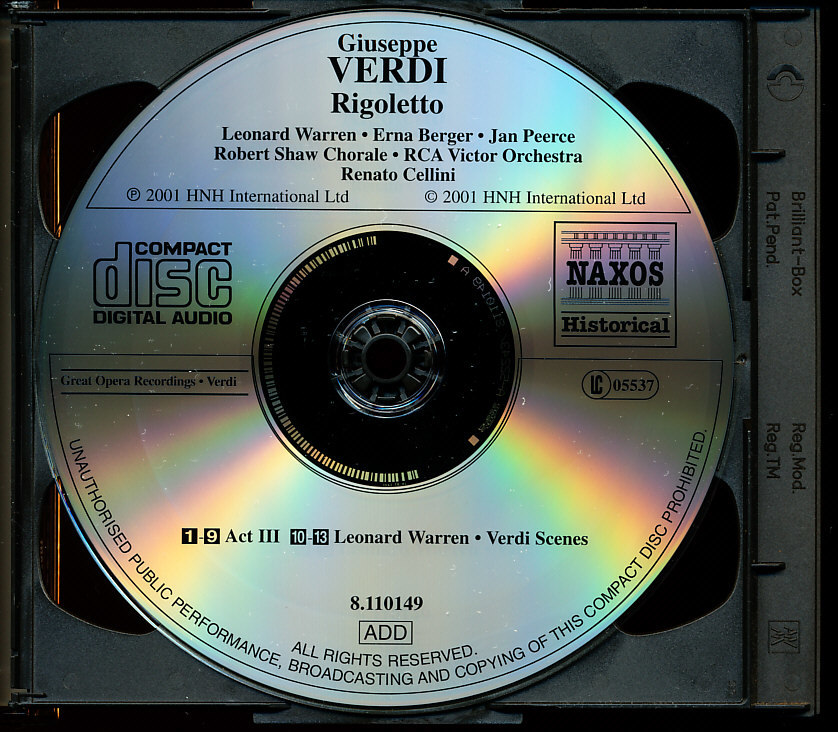 Giuseppe
VERDI
Rigoletto
Leonard Warren • Erna Berger • Jan Peerce
Robert Shaw Chorale • RCA Victor Orchestra
Renato Cellini
℗ 2001 HNH International Ltd © 2001 HNH International Ltd
COMPACT
disc
DIGITAL AUDIO
NAXOS
Historical
Great Opera Recordings • Verdi
LC 05537
1-9 Act III 10-13 Leonard Warren • Verdi Scenes
8.110149
ADD
ALL RIGHTS RESERVED.
UNAUTHORISED PUBLIC PERFORMANCE, BROADCASTING AND COPYING OF THIS COMPACT DISC PROHIBITED.
Brilliant-Box
Pat.Pend.
Reg.Mod.
Reg.TM